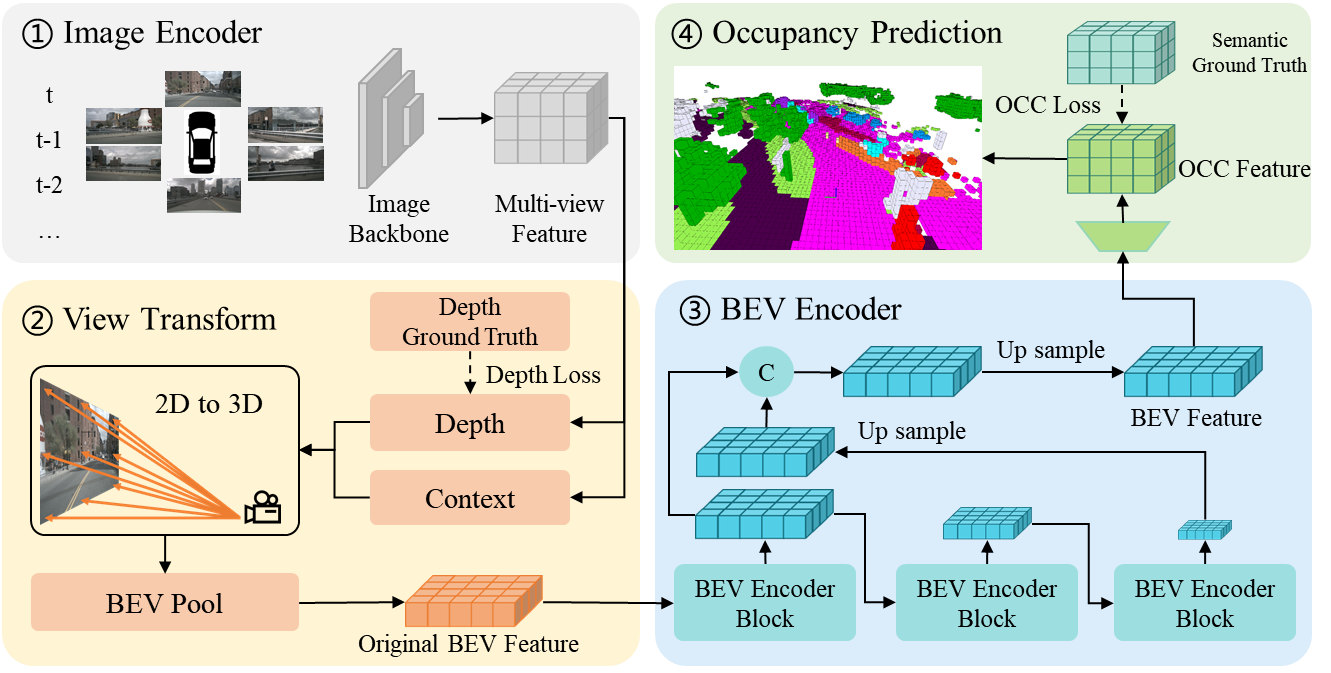 ① Image Encoder
t
t-1
t-2
...
Image
Backbone
Multi-view
Feature
② View Transform
Depth
Ground Truth
Depth Loss
2D to 3D
Depth
Context
BEV Pool
Original BEV Feature
③ BEV Encoder
C
Up sample
BEV Feature
Up sample
BEV Encoder
Block
BEV Encoder
Block
BEV Encoder
Block
④ Occupancy Prediction
Semantic
Ground Truth
OCC Loss
OCC Feature